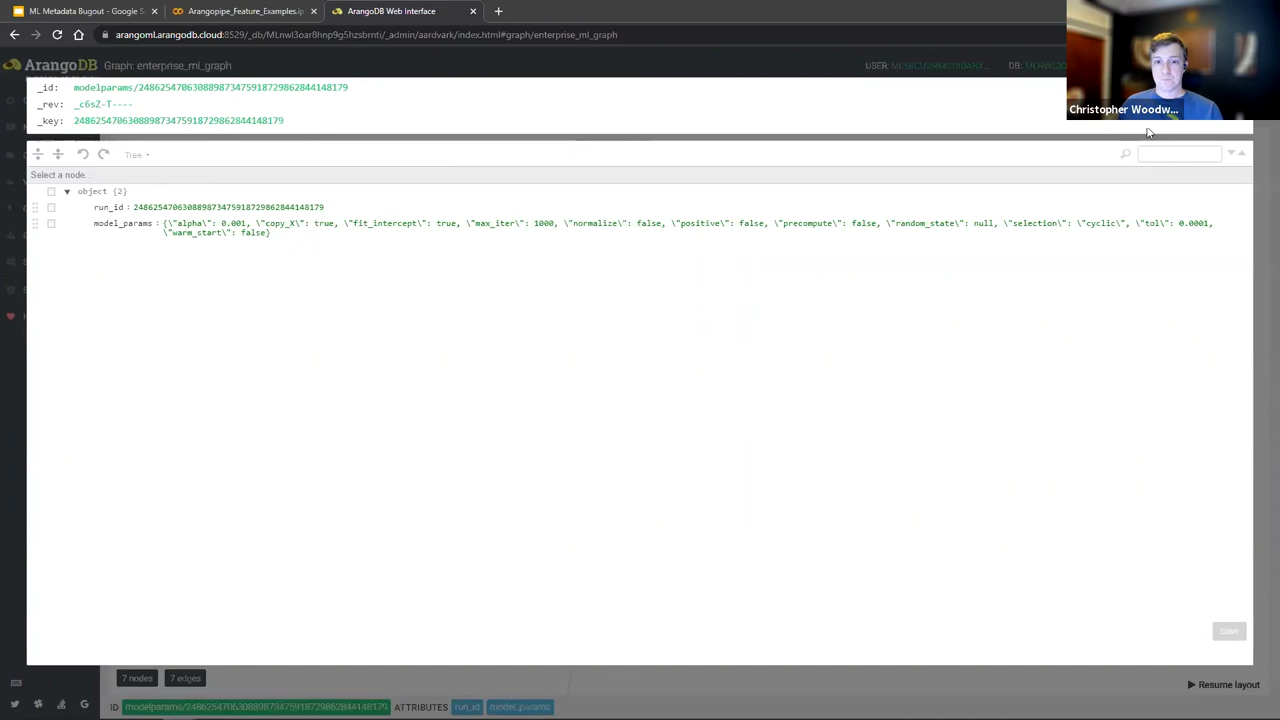 ML Metadata Bugout - Google S
Arangopipe_Feature_Examples.ip
ArangoDB Web Interface
arangoml.arangodb.cloud:8529/_db/MLnwl3oar8hnp9g5hzsbrnti/_admin/aardvark/index.html#graph/enterprise_ml_graph
ArangoDB
Graph: enterprise_ml_graph
USER:
DB:
Christopher Woodw...
_id: modelparams/248625470630889873475918729862844148179
_rev: _c6sZ-T----
_key: 248625470630889873475918729862844148179
Tree
Select a node...
object {2}
run_id : 248625470630889873475918729862844148179
model_params : {\"alpha\": 0.001, \"copy_X\": true, \"fit_intercept\": true, \"max_iter\": 1000, \"normalize\": false, \"positive\": false, \"precompute\": false, \"random_state\": null, \"selection\": \"cyclic\", \"tol\": 0.0001,
\"warm_start\": false}
Save
7 nodes
7 edges
Resume layout
ID modelparams/248625470630889873475918729862844148179 ATTRIBUTES run_id model_params